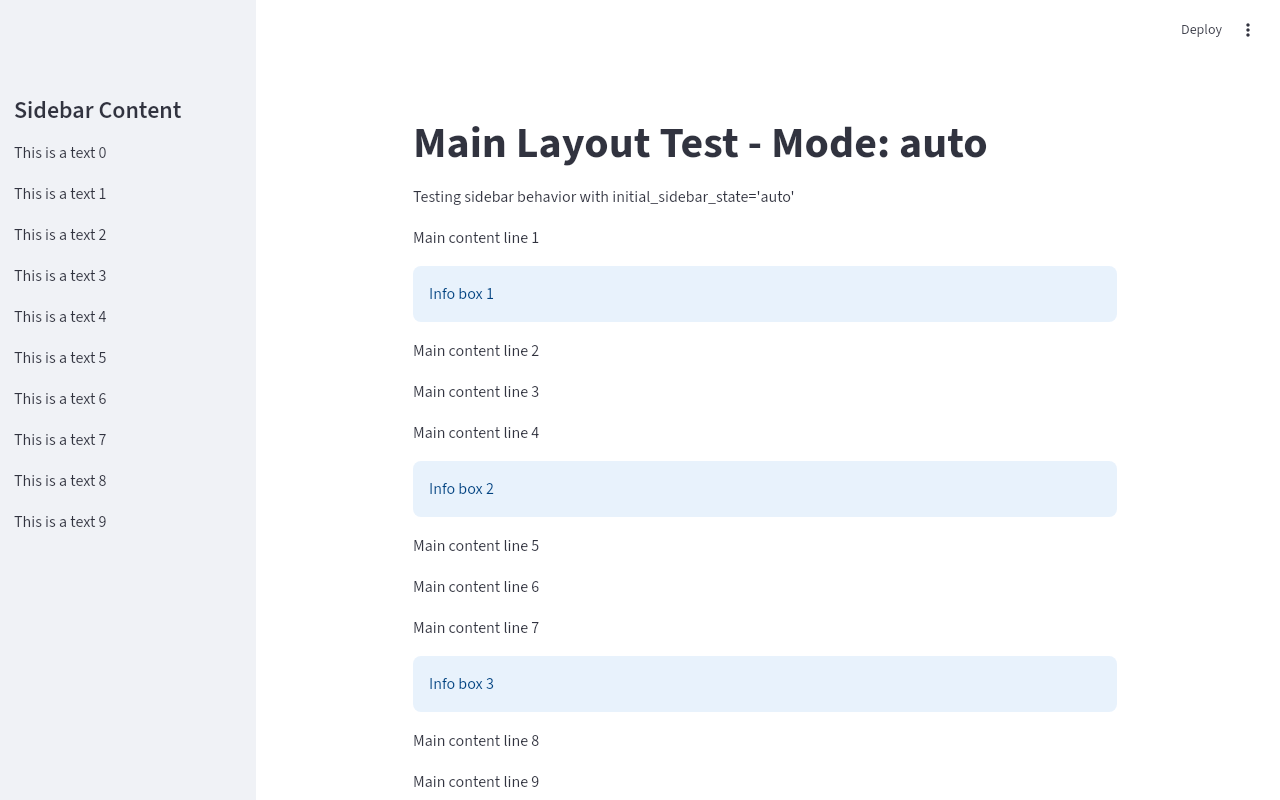 Deploy
Sidebar Content
This is a text 0
This is a text 1
This is a text 2
This is a text 3
This is a text 4
This is a text 5
This is a text 6
This is a text 7
This is a text 8
This is a text 9
Main Layout Test - Mode: auto
Testing sidebar behavior with initial_sidebar_state='auto'
Main content line 1
Info box 1
Main content line 2
Main content line 3
Main content line 4
Info box 2
Main content line 5
Main content line 6
Main content line 7
Info box 3
Main content line 8
Main content line 9